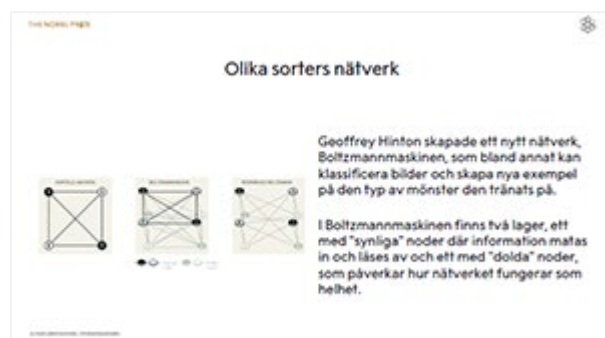 THE NOBEL PRIZE
Olika sorters nätverk
Geoffrey Hinton skapade ett nytt nätverk,
Boltzmannmaskinen, som bland annat kan
klassificera bilder och skapa nya exempel
på den typ av mönster den tränats på.
I Boltzmannmaskinen finns två lager, ett
med "synliga" noder där information matas
in och läses av och ett med "dolda" noder,
som påverkar hur nätverket fungerar som
helhet.